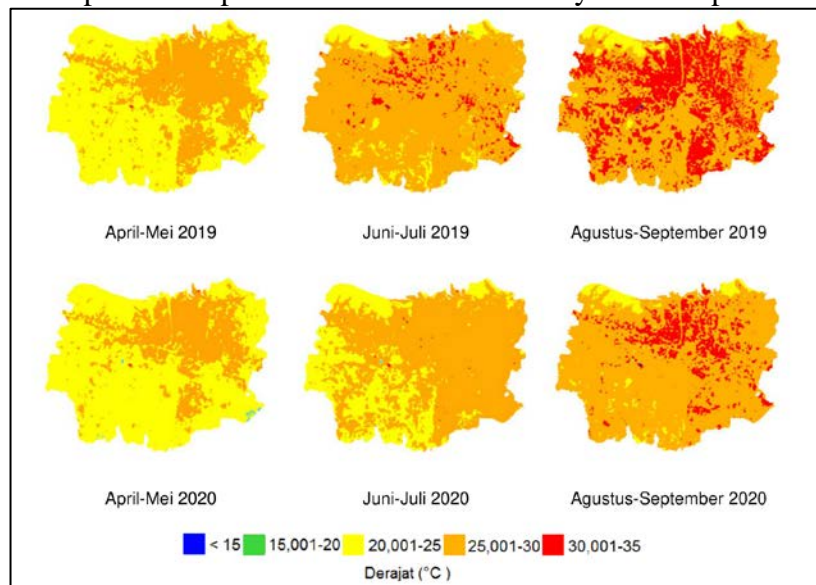 April-Mei 2019
Juni-Juli 2019
Agustus-September 2019
April-Mei 2020
Juni-Juli 2020
Agustus-September 2020
< 15 15,001-20 20,001-25 25,001-30 30,001-35
Derajat (°C )